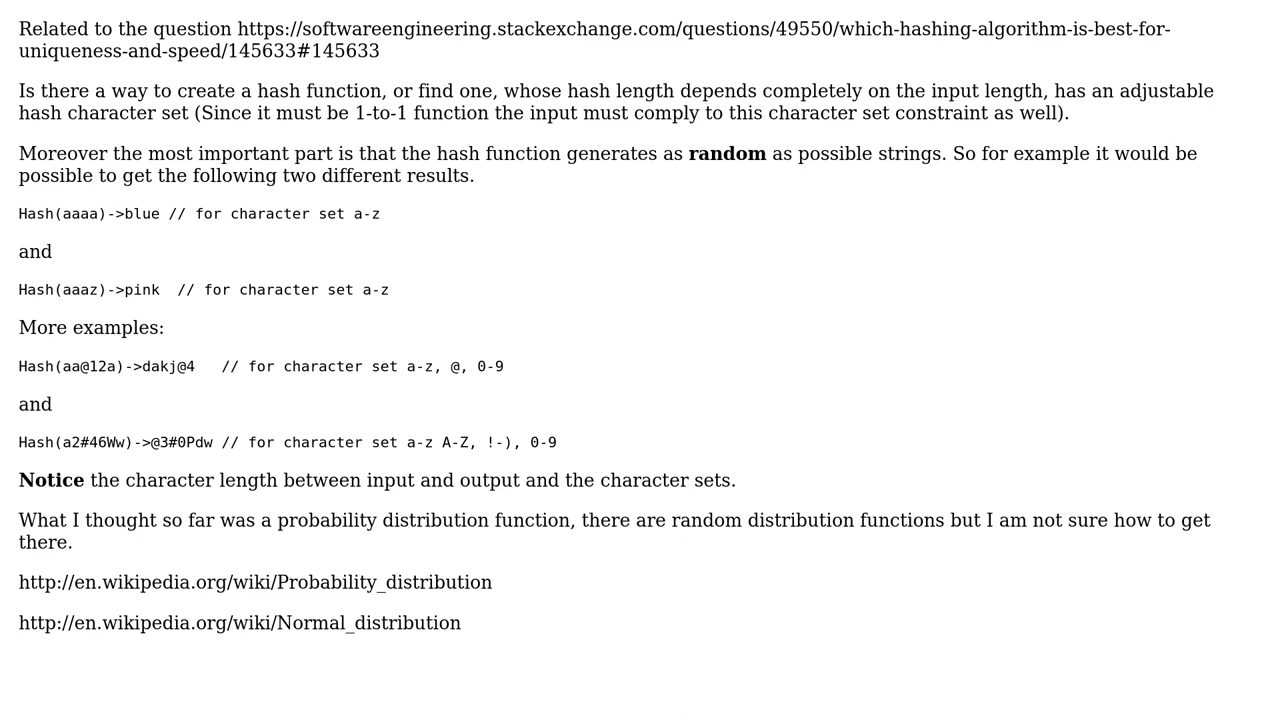 Related to the question https://softwareengineering.stackexchange.com/questions/49550/which-hashing-algorithm-is-best-for-
uniqueness-and-speed/145633#145633
Is there a way to create a hash function, or find one, whose hash length depends completely on the input length, has an adjustable
hash character set (Since it must be 1-to-1 function the input must comply to this character set constraint as well).
Moreover the most important part is that the hash function generates as random as possible strings. So for example it would be
possible to get the following two different results.
Hash(aaaa)->blue // for character set a-z
and
Hash(aaaz)->pink  // for character set a-z
More examples:
Hash(aa@12a)->dakj@4   // for character set a-z, @, 0-9
and
Hash(a2#46Ww)->@3#0Pdw // for character set a-z A-Z, !-), 0-9
Notice the character length between input and output and the character sets.
What I thought so far was a probability distribution function, there are random distribution functions but I am not sure how to get
there.
http://en.wikipedia.org/wiki/Probability_distribution
http://en.wikipedia.org/wiki/Normal_distribution